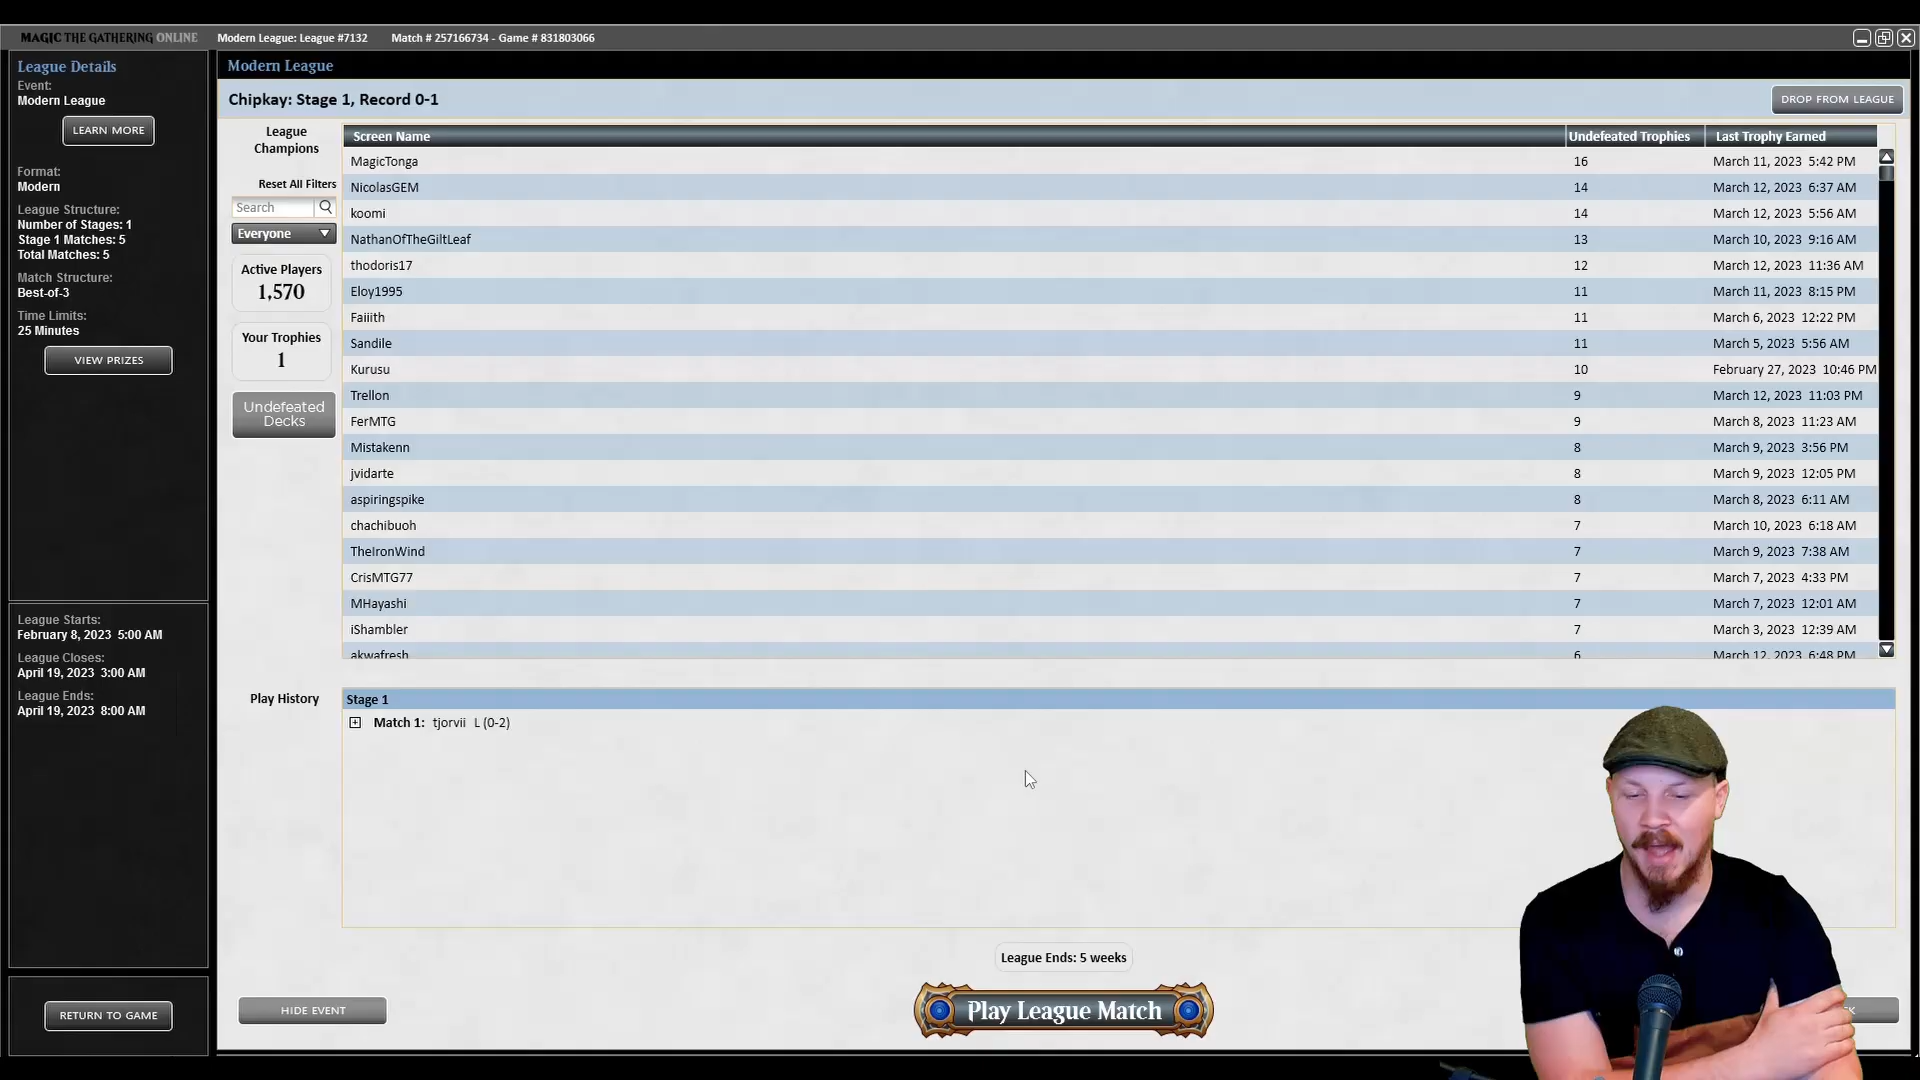 MAGIC THE GATHERING ONLINE
Modern League: League #7132
Match # 257166734 - Game # 831803066
League Details
Event:
Modern League
LEARN MORE
Format:
Modern
League Structure:
Number of Stages: 1
Stage 1 Matches: 5
Total Matches: 5
Match Structure:
Best-of-3
Time Limits:
25 Minutes
VIEW PRIZES
League Starts:
February 8, 2023 5:00 AM
League Closes:
April 19, 2023 3:00 AM
League Ends:
April 19, 2023 8:00 AM
RETURN TO GAME
Modern League
Chipkay: Stage 1, Record 0-1
DROP FROM LEAGUE
League
Champions
Reset All Filters
Search
Everyone
Active Players
1,570
Your Trophies
1
Undefeated
Decks
Screen Name Undefeated Trophies Last Trophy Earned
MagicTonga 16 March 11, 2023 5:42 PM
NicolasGEM 14 March 12, 2023 6:37 AM
koomi 14 March 12, 2023 5:56 AM
NathanOfTheGiltLeaf 13 March 10, 2023 9:16 AM
thodoris17 12 March 12, 2023 11:36 AM
Eloy1995 11 March 11, 2023 8:15 PM
Faiiith 11 March 6, 2023 12:22 PM
Sandile 11 March 5, 2023 5:56 AM
Kurusu 10 February 27, 2023 10:46 PM
Trellon 9 March 12, 2023 11:03 PM
FerMTG 9 March 8, 2023 11:23 AM
Mistakenn 8 March 9, 2023 3:56 PM
jvidarte 8 March 9, 2023 12:05 PM
aspiringspike 8 March 8, 2023 6:11 AM
chachibuoh 7 March 10, 2023 6:18 AM
TheIronWind 7 March 9, 2023 7:38 AM
CrisMTG77 7 March 7, 2023 4:33 PM
MHayashi 7 March 7, 2023 12:01 AM
iShambler 7 March 3, 2023 12:39 AM
akwafresh 6 March 12, 2023 6:48 PM
Play History
Stage 1
Match 1: tjorvii L (0-2)
League Ends: 5 weeks
HIDE EVENT
Play League Match